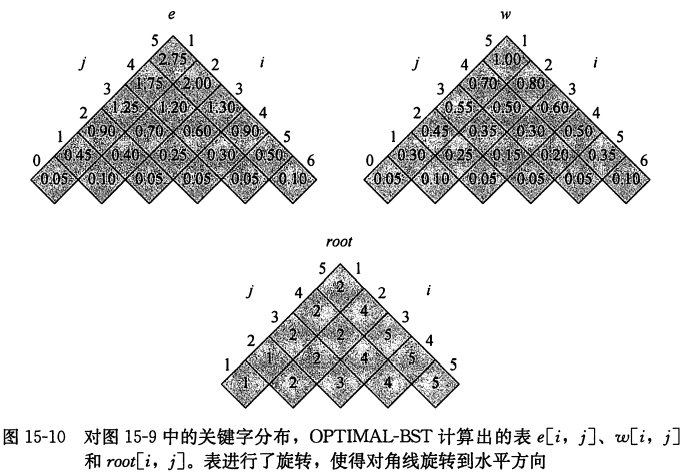 e
5 1
2.75
j 4 2 i
1.75 2.00
3 3
1.25 1.20 1.30
2 4
0.90 0.70 0.60 0.90
1 5
0.45 0.40 0.25 0.30 0.50
0 6
0.05 0.10 0.05 0.05 0.05 0.10
w
5 1
1.00
j 4 2 i
0.70 0.80
3 3
0.55 0.50 0.60
2 4
0.45 0.35 0.30 0.50
1 5
0.30 0.25 0.15 0.20 0.35
0 6
0.05 0.10 0.05 0.05 0.05 0.10
root
5 1
2
j 4 2 i
2 4
3 3
2 2 5
2 4
1 2 4 5
1 5
1 2 3 4 5
图 15-10 对图 15-9 中的关键字分布，OPTIMAL-BST 计算出的表 e[i，j]、w[i，j]
和 root[i，j]。表进行了旋转，使得对角线旋转到水平方向